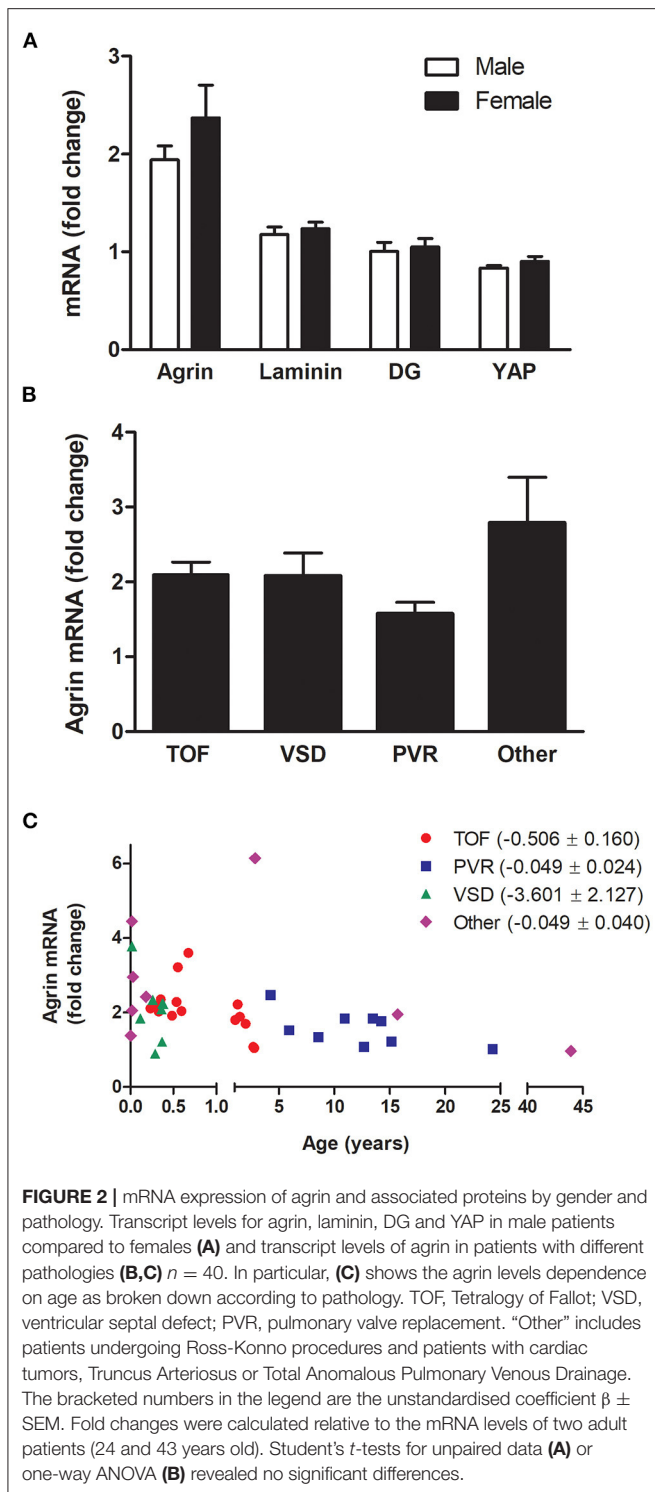 A
mRNA (fold change)
3
2
1
0
Male
Female
Agrin Laminin DG YAP
B
Agrin mRNA (fold change)
4
3
2
1
0
TOF VSD PVR Other
C
Agrin mRNA
(fold change)
6
4
2
0
TOF (-0.506 ± 0.160)
PVR (-0.049 ± 0.024)
VSD (-3.601 ± 2.127)
Other (-0.049 ± 0.040)
0.0 0.5 1.0 5 10 15 20 25 40 45
Age (years)
FIGURE 2 | mRNA expression of agrin and associated proteins by gender and
pathology. Transcript levels for agrin, laminin, DG and YAP in male patients
compared to females (A) and transcript levels of agrin in patients with different
pathologies (B,C) n = 40. In particular, (C) shows the agrin levels dependence
on age as broken down according to pathology. TOF, Tetralogy of Fallot; VSD,
ventricular septal defect; PVR, pulmonary valve replacement. “Other” includes
patients undergoing Ross-Konno procedures and patients with cardiac
tumors, Truncus Arteriosus or Total Anomalous Pulmonary Venous Drainage.
The bracketed numbers in the legend are the unstandardised coefficient β ±
SEM. Fold changes were calculated relative to the mRNA levels of two adult
patients (24 and 43 years old). Student's t-tests for unpaired data (A) or
one-way ANOVA (B) revealed no significant differences.